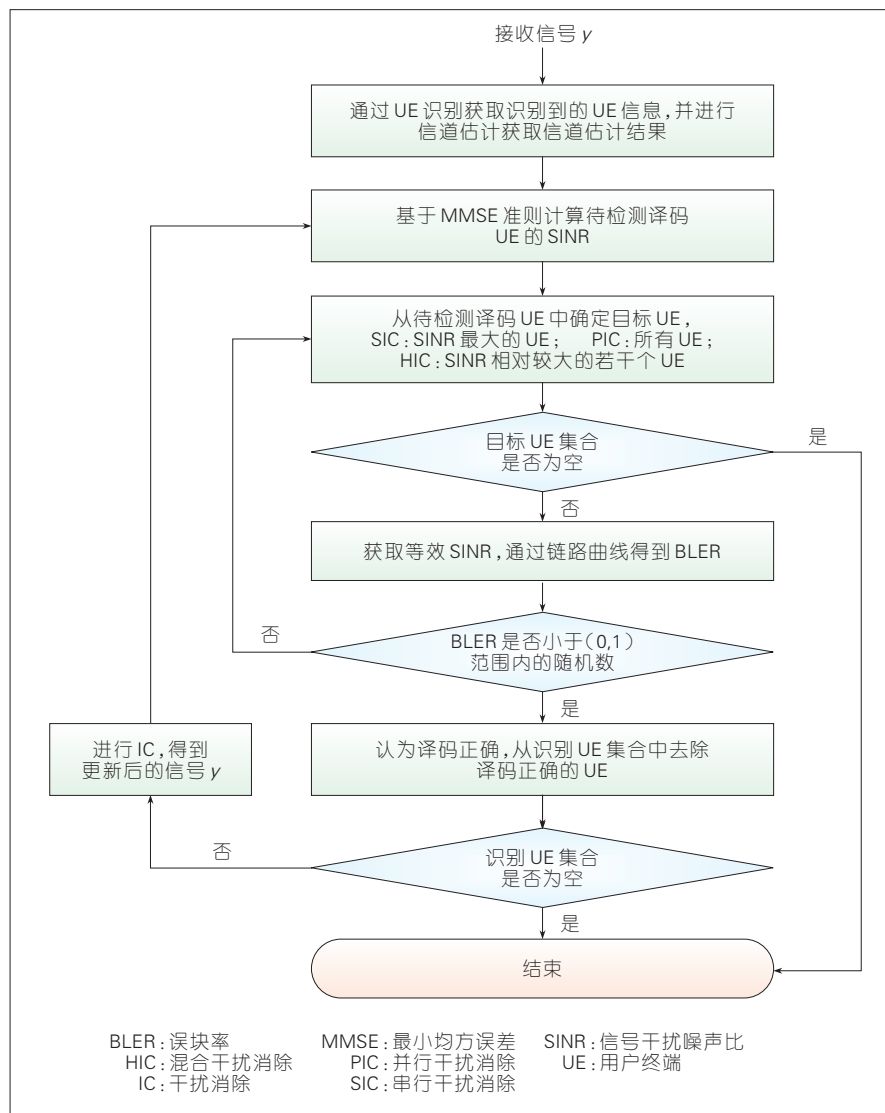 接收信号 y
通过 UE 识别获取识别到的 UE 信息,并进行
信道估计获取信道估计结果
基于 MMSE 准则计算待检测译码
UE 的 SINR
从待检测译码 UE 中确定目标 UE,
SIC:SINR 最大的 UE; PIC:所有 UE;
HIC:SINR 相对较大的若干个 UE
目标 UE 集合
是否为空
是
否
获取等效 SINR,通过链路曲线得到 BLER
BLER 是否小于(0,1)
范围内的随机数
否
是
进行 IC,得到
更新后的信号 y
认为译码正确,从识别 UE 集合中去除
译码正确的 UE
识别 UE 集合
是否为空
否
是
结束
BLER:误块率 MMSE:最小均方误差 SINR:信号干扰噪声比
HIC:混合干扰消除 PIC:并行干扰消除 UE:用户终端
IC:干扰消除 SIC:串行干扰消除